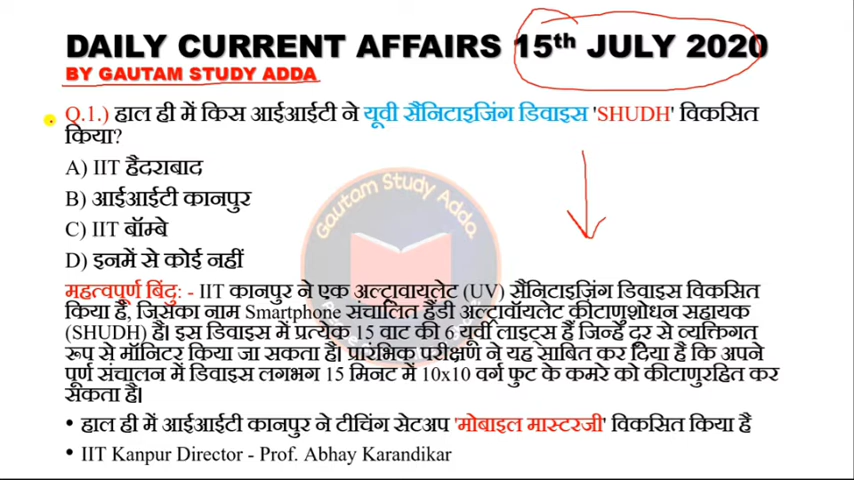 DAILY CURRENT AFFAIRS 15th JULY 2020
BY GAUTAM STUDY ADDA
Q.1.) हाल ही में किस आईआईटी ने यूवी सैनिटाइजिंग डिवाइस 'SHUDH' विकसित
किया?
A) IIT हैदराबाद
B) आईआईटी कानपुर
C) IIT बॉम्बे
D) इनमें से कोई नहीं
Gautam Study Adda
महत्वपूर्ण बिंदु: - IIT कानपुर ने एक अल्ट्रावायलेट (UV) सैनिटाइज़िंग डिवाइस विकसित
किया है, जिसका नाम Smartphone संचालित हैंडी अल्ट्रावॉयलेट कीटाणुशोधन सहायक
(SHUDH) है। इस डिवाइस में प्रत्येक 15 वाट की 6 यूवी लाइट्स हैं जिन्हें दूर से व्यक्तिगत
रूप से मॉनिटर किया जा सकता है। प्रारंभिक परीक्षण ने यह साबित कर दिया है कि अपने
पूर्ण संचालन में डिवाइस लगभग 15 मिनट में 10x10 वर्ग फुट के कमरे को कीटाणुरहित कर
सकता है।
• हाल ही में आईआईटी कानपुर ने टीचिंग सेटअप 'मोबाइल मास्टरजी' विकसित किया है
• IIT Kanpur Director - Prof. Abhay Karandikar